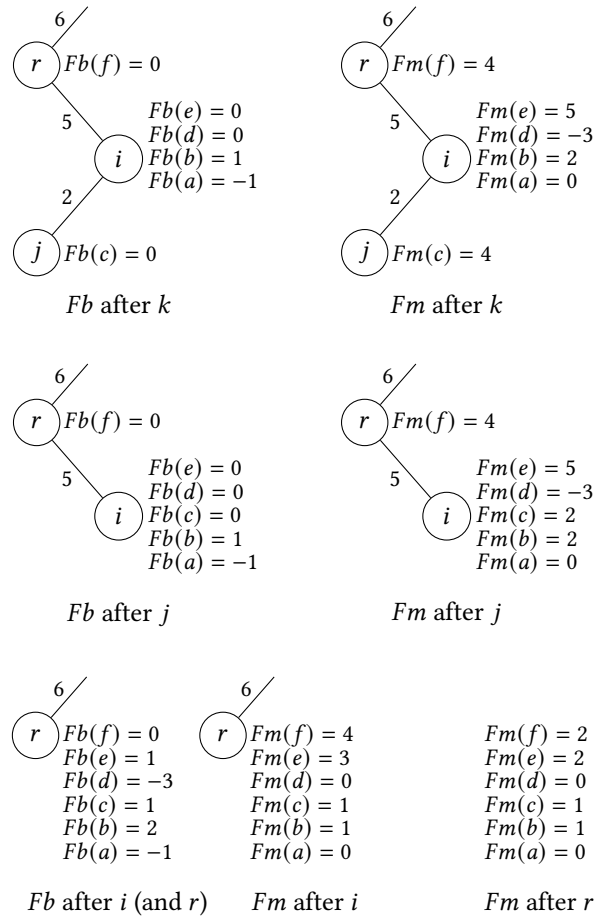 6
6
r
Fb(f) = 0
r
Fm(f) = 4
5
5
i
Fb(e) = 0
Fb(d) = 0
Fb(b) = 1
Fb(a) = −1
i
Fm(e) = 5
Fm(d) = −3
Fm(b) = 2
Fm(a) = 0
2
2
j
Fb(c) = 0
j
Fm(c) = 4
Fb after k
Fm after k
6
6
r
Fb(f) = 0
r
Fm(f) = 4
5
5
i
Fb(e) = 0
Fb(d) = 0
Fb(c) = 0
Fb(b) = 1
Fb(a) = −1
i
Fm(e) = 5
Fm(d) = −3
Fm(c) = 2
Fm(b) = 2
Fm(a) = 0
Fb after j
Fm after j
6
r
Fb(f) = 0
Fb(e) = 1
Fb(d) = −3
Fb(c) = 1
Fb(b) = 2
Fb(a) = −1
6
r
Fm(f) = 4
Fm(e) = 3
Fm(d) = 0
Fm(c) = 1
Fm(b) = 1
Fm(a) = 0
Fm(f) = 2
Fm(e) = 2
Fm(d) = 0
Fm(c) = 1
Fm(b) = 1
Fm(a) = 0
Fb after i (and r)
Fm after i
Fm after r